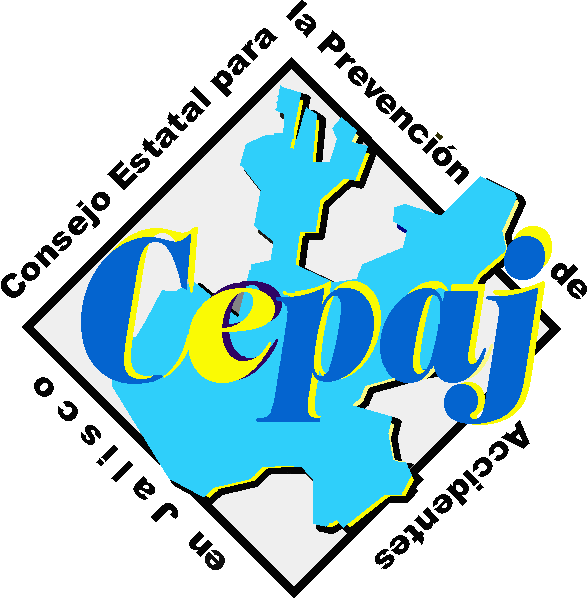 Consejo Estatal para
la Prevención
de
Accidentes
en Jalisco
Cepaj